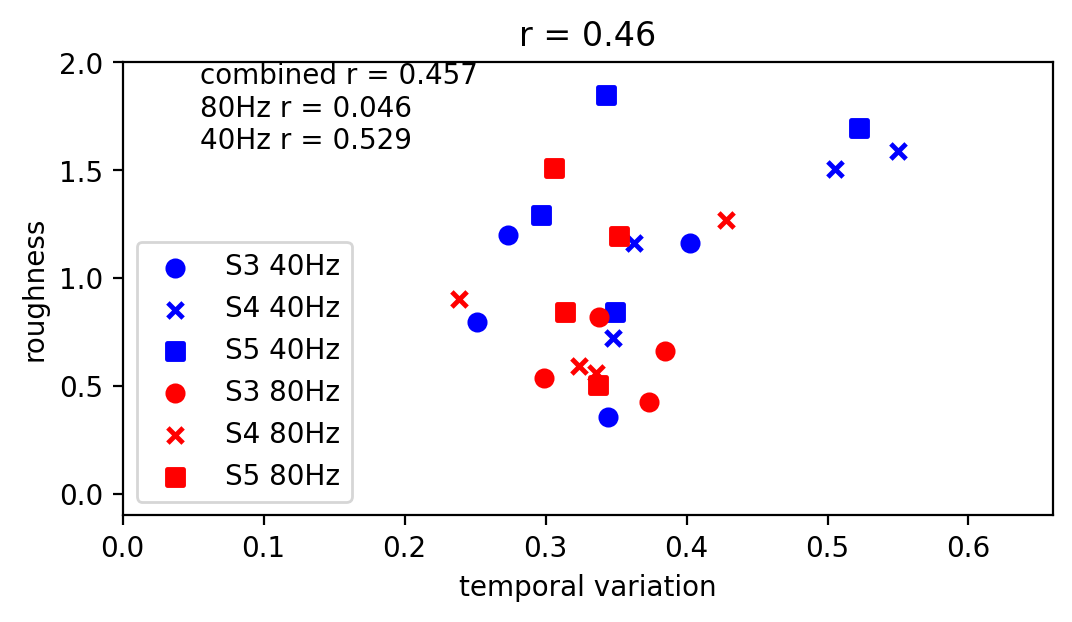 r = 0.46
combined r = 0.457
80Hz r = 0.046
40Hz r = 0.529
2.0
1.5
1.0
0.5
0.0
roughness
S3 40Hz
S4 40Hz
S5 40Hz
S3 80Hz
S4 80Hz
S5 80Hz
0.0 0.1 0.2 0.3 0.4 0.5 0.6
temporal variation